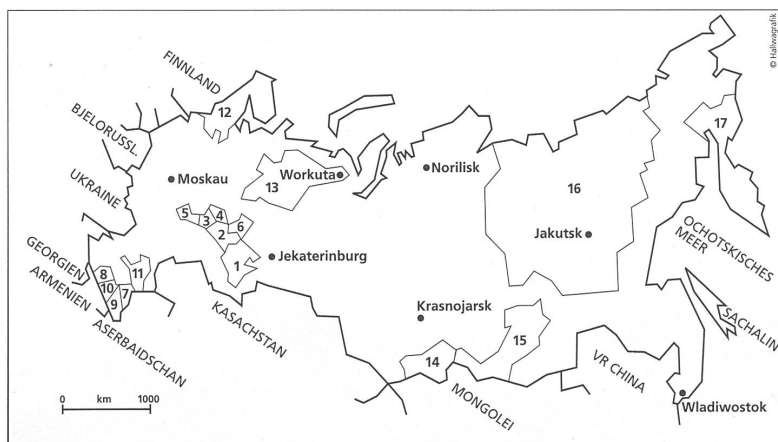 © Hallwagrafik
FINNLAND
BJELORUSSL.
UKRAINE
GEORGIEN
ARMENIEN
ASERBAIDSCHAN
KASACHSTAN
MONGOLEI
VR CHINA
SACHALIN
OCHOTSKISCHES
MEER
Moskau
Workuta
Norilisk
Jakutsk
Jekaterinburg
Krasnojarsk
Wladiwostok
12
17
13
16
5
3
4
2
6
1
8
11
10
7
9
15
14
0 km 1000